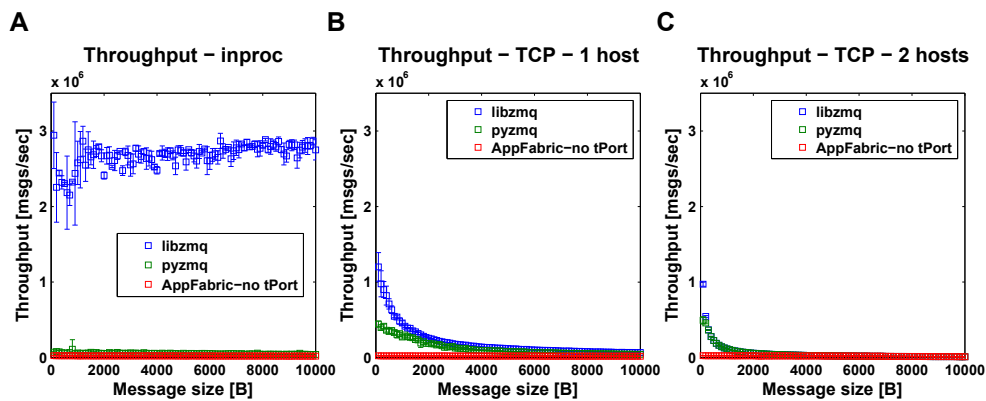 A
Throughput − inproc
x 10^6
3
2
1
0
Throughput [msgs/sec]
libzmq
pyzmq
AppFabric−no tPort
0 2000 4000 6000 8000 10000
Message size [B]
B
Throughput − TCP − 1 host
x 10^6
3
2
1
0
Throughput [msgs/sec]
libzmq
pyzmq
AppFabric−no tPort
0 2000 4000 6000 8000 10000
Message size [B]
C
Throughput − TCP − 2 hosts
x 10^6
3
2
1
0
Throughput [msgs/sec]
libzmq
pyzmq
AppFabric−no tPort
0 2000 4000 6000 8000 10000
Message size [B]